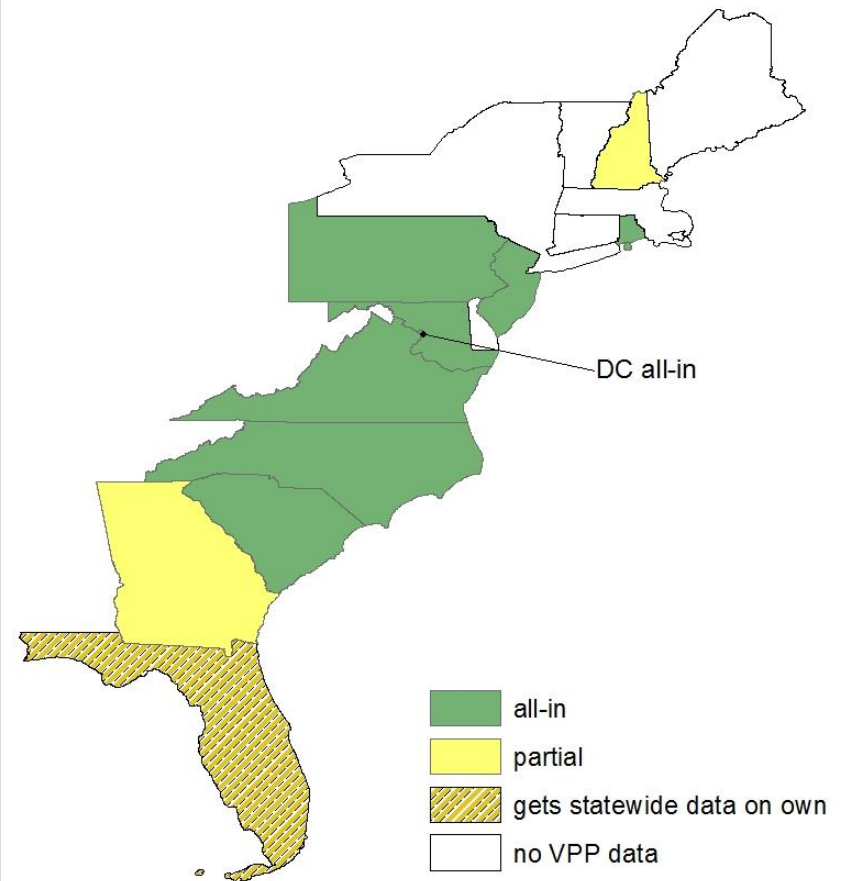 DC all-in
all-in
partial
gets statewide data on own
no VPP data